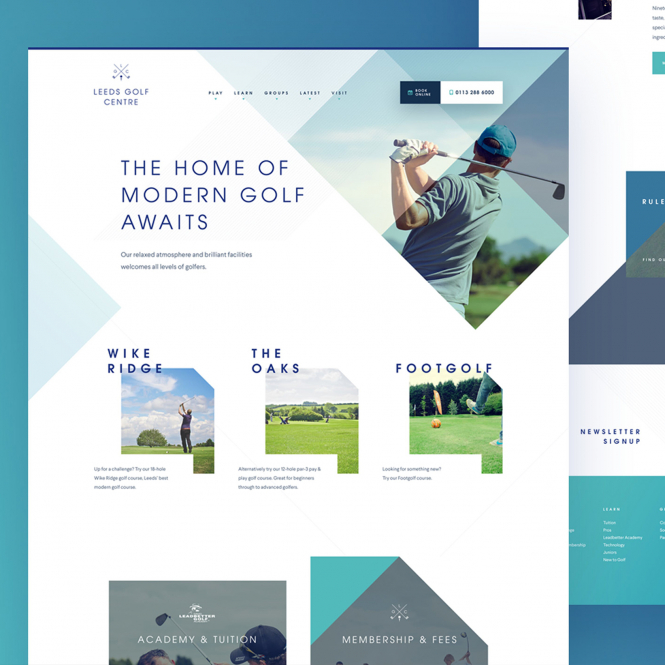 LEEDS GOLF
CENTRE
PLAY LEARN GROUPS LATEST VISIT
BOOK
ONLINE
0113 288 6000
THE HOME OF
MODERN GOLF
AWAITS
Our relaxed atmosphere and brilliant facilities
welcomes all levels of golfers.
WIKE
RIDGE
Up for a challenge? Try our 18-hole
Wike Ridge golf course, Leeds' best
modern golf course.
THE
OAKS
Alternatively try our 12-hole par-3 pay &
play golf course. Great for beginners
through to advanced golfers.
FOOTGOLF
Looking for something new?
Try our Footgolf course.
LEADBETTER
GOLF
ACADEMY & TUITION
MEMBERSHIP & FEES
taste,
RULE
FIND OU
NEWSLETTER
SIGNUP
LEARN
Tuition
Pros
Leadbetter Academy
Technology
Juniors
New to Golf